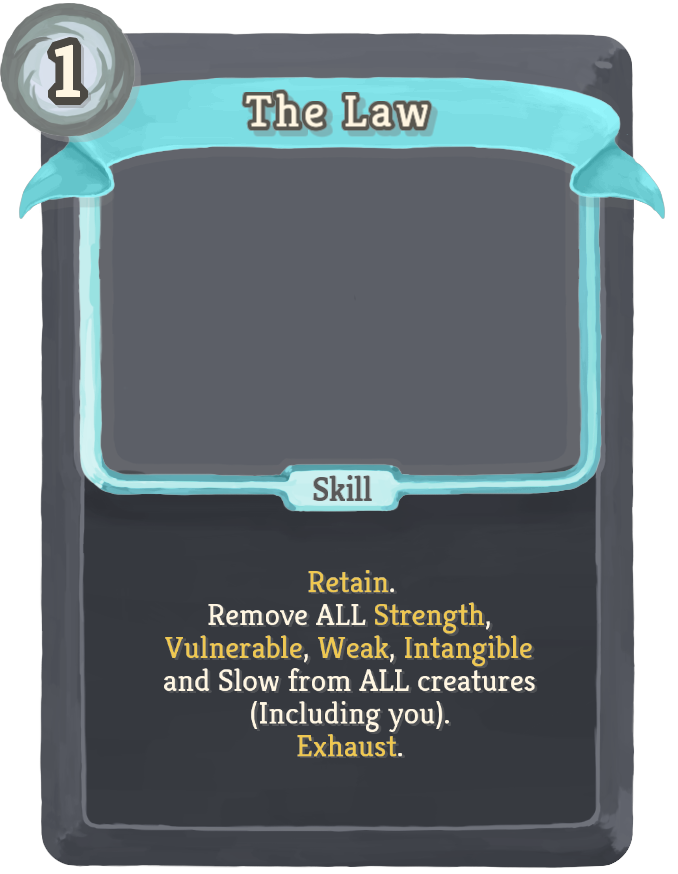 1
The Law
Skill
Retain.
Remove ALL Strength,
Vulnerable, Weak, Intangible
and Slow from ALL creatures
(Including you).
Exhaust.